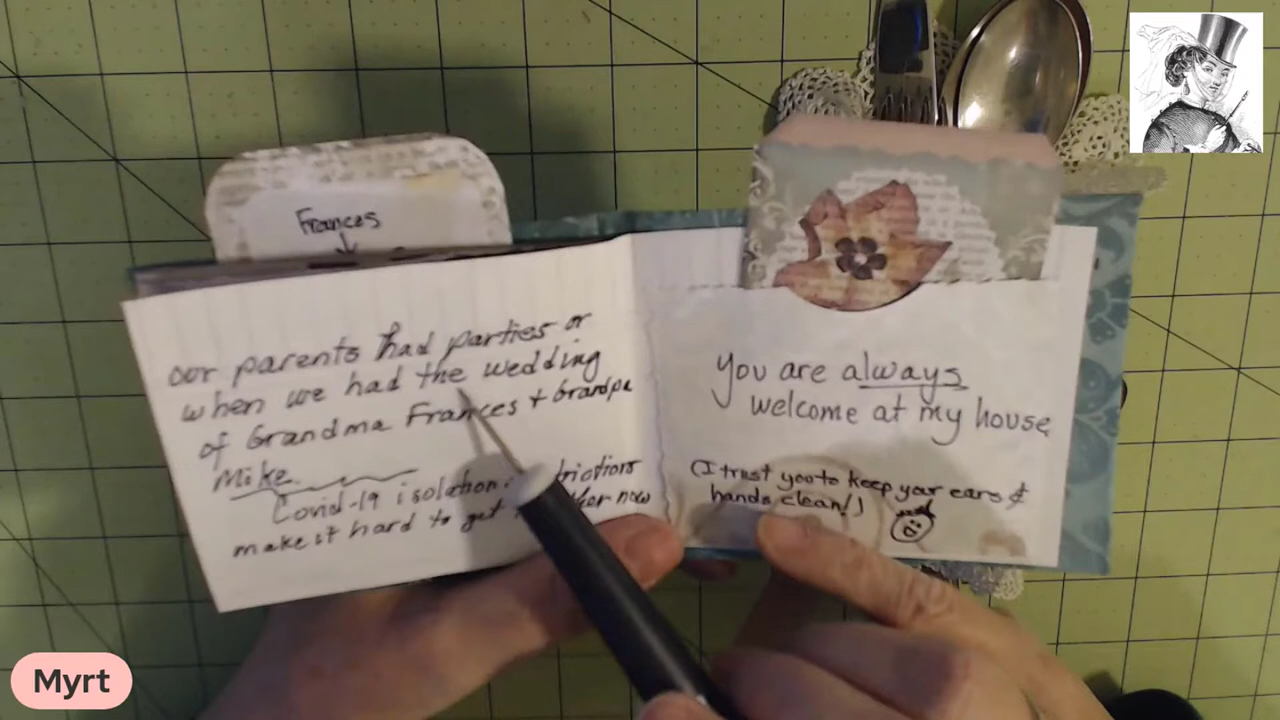 Frances
our parents had parties or
when we had the wedding
of Grandma Frances + Grandpa
Mike.
Covid-19 isolation
make it hard to get now
You are always
welcome at my house
(I trust you to keep your ears &
hands clean!)
Myrt